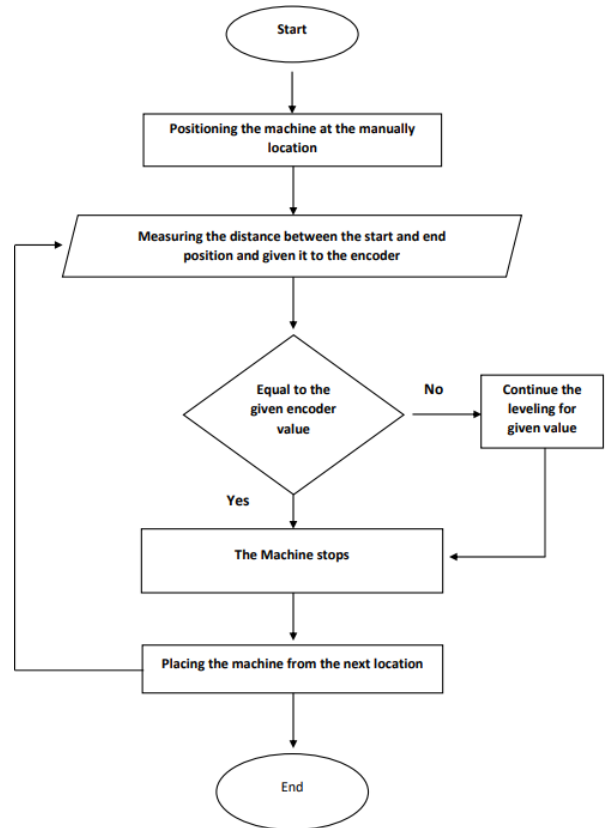 Start
Positioning the machine at the manually
location
Measuring the distance between the start and end
position and given it to the encoder
Equal to the
given encoder
value
No
Continue the
leveling for
given value
Yes
The Machine stops
Placing the machine from the next location
End